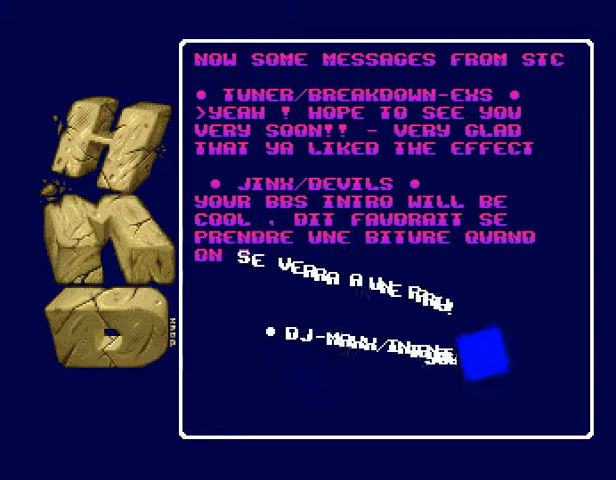 NOW SOME MESSAGES FROM STC
• TUNER/BREAKDOWN-EXS •
>YEAH ! HOPE TO SEE YOU
VERY SOON!! - VERY GLAD
THAT YA LIKED THE EFFECT
• JINX/DEVILS •
YOUR BBS INTRO WILL BE
COOL . DIT FAUDRAIT SE
PRENDRE UNE BITURE QUAND
ON SE VERRA A UNE
• DJ-MAXX/